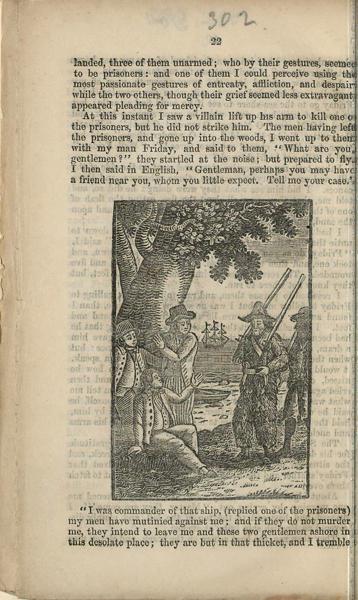 302
22
landed, three of them unarmed; who by their gestures, seemed
to be prisoners: and one of them I could perceive using the
most passionate gestures of entreaty, affliction, and despair
while the two others, though their grief seemed less extravagant
appeared pleading for mercy.
At this instant I saw a villain lift up his arm to kill one o
the prisoners, but he did not strike him. The men having left
the prisoners, and gone up into the woods, I went up to them
with my man Friday, and said to them, "What are you,
gentlemen?" they startled at the noise; but prepared to fly.
I then said in English, "Gentleman, perhaps you may have
a friend near you, whom you little expect. Tell me your case."
"I was commander of that ship, (replied one of the prisoners)
my men have mutinied against me; and if they do not murder
me, they intend to leave me and these two gentlemen ashore in
this desolate place; they are but in that thicket, and I tremble